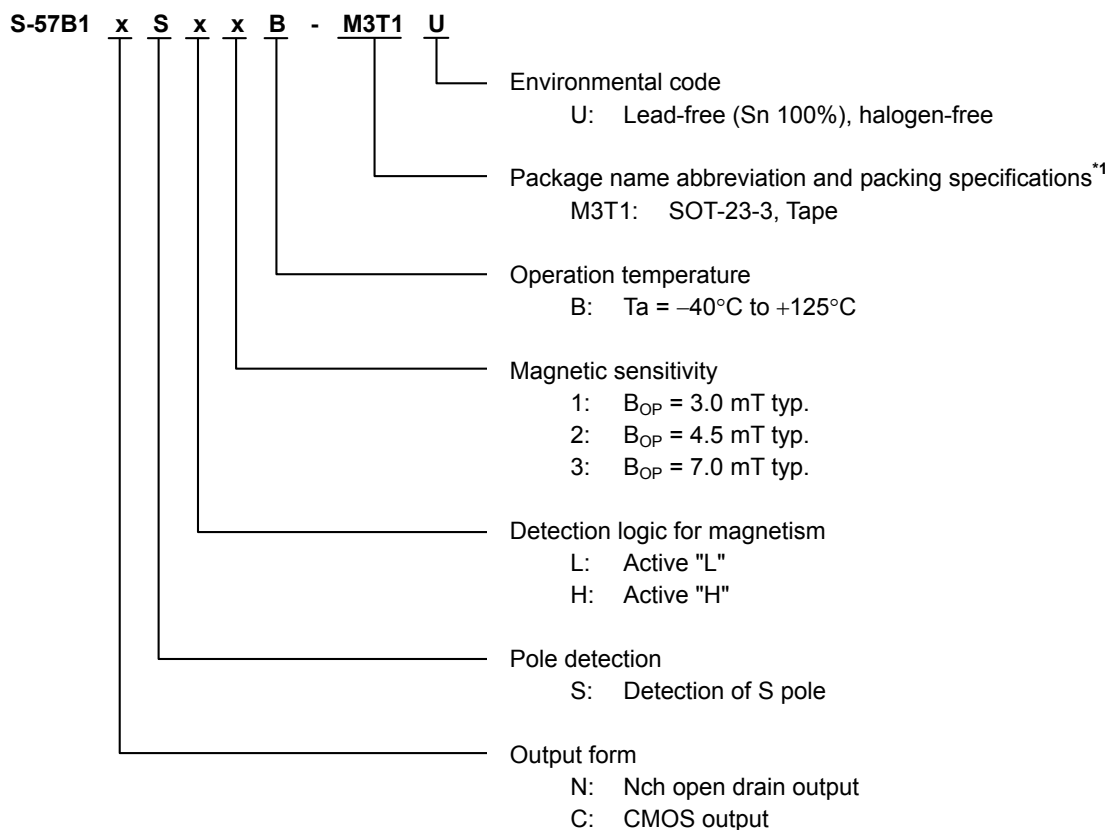 S-57B1 x S x x B - M3T1 U
Environmental code
U: Lead-free (Sn 100%), halogen-free
Package name abbreviation and packing specifications*1
M3T1: SOT-23-3, Tape
Operation temperature
B: Ta = −40°C to +125°C
Magnetic sensitivity
1: BOP = 3.0 mT typ.
2: BOP = 4.5 mT typ.
3: BOP = 7.0 mT typ.
Detection logic for magnetism
L: Active "L"
H: Active "H"
Pole detection
S: Detection of S pole
Output form
N: Nch open drain output
C: CMOS output